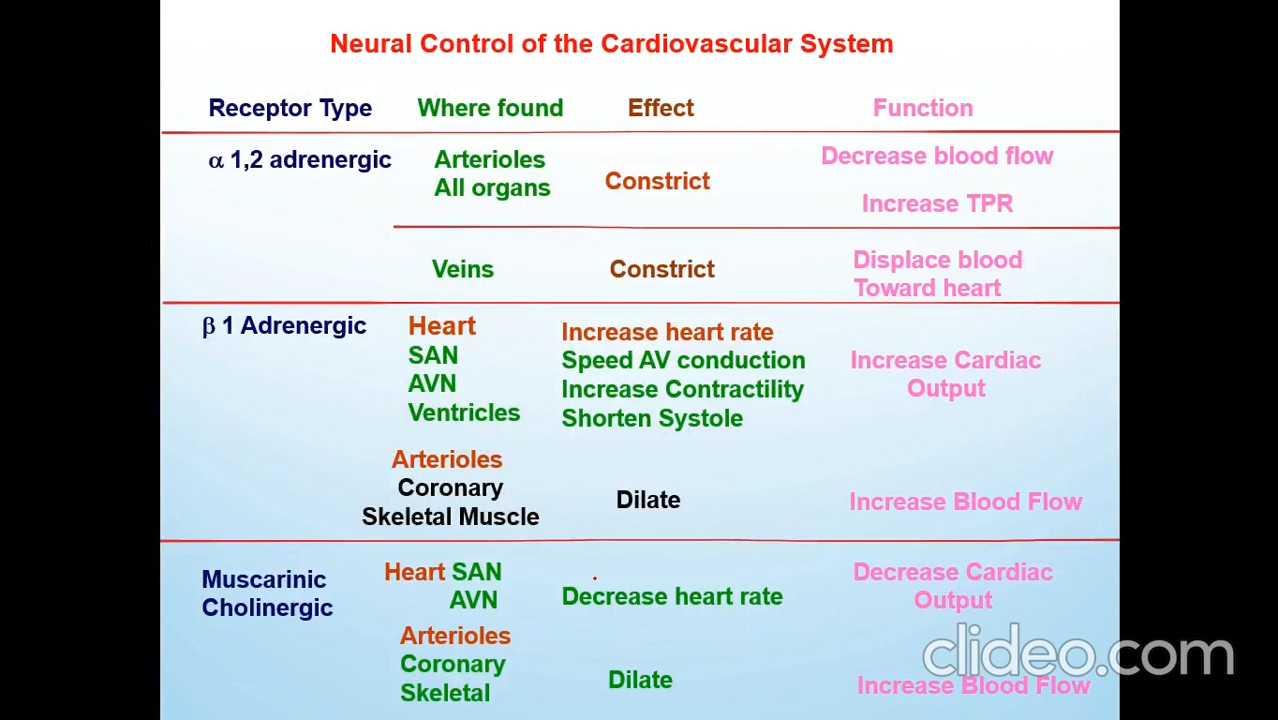 Neural Control of the Cardiovascular System
Receptor Type Where found Effect Function
α 1,2 adrenergic Arterioles All organs Constrict Decrease blood flow
Increase TPR
Veins Constrict Displace blood
Toward heart
β 1 Adrenergic Heart Increase heart rate
SAN Speed AV conduction Increase Cardiac
AVN Increase Contractility Output
Ventricles Shorten Systole
Arterioles
Coronary Dilate Increase Blood Flow
Skeletal Muscle
Muscarinic Heart SAN Decrease heart rate Decrease Cardiac
Cholinergic AVN Output
Arterioles
Coronary Dilate Increase Blood Flow
Skeletal
clideo.com